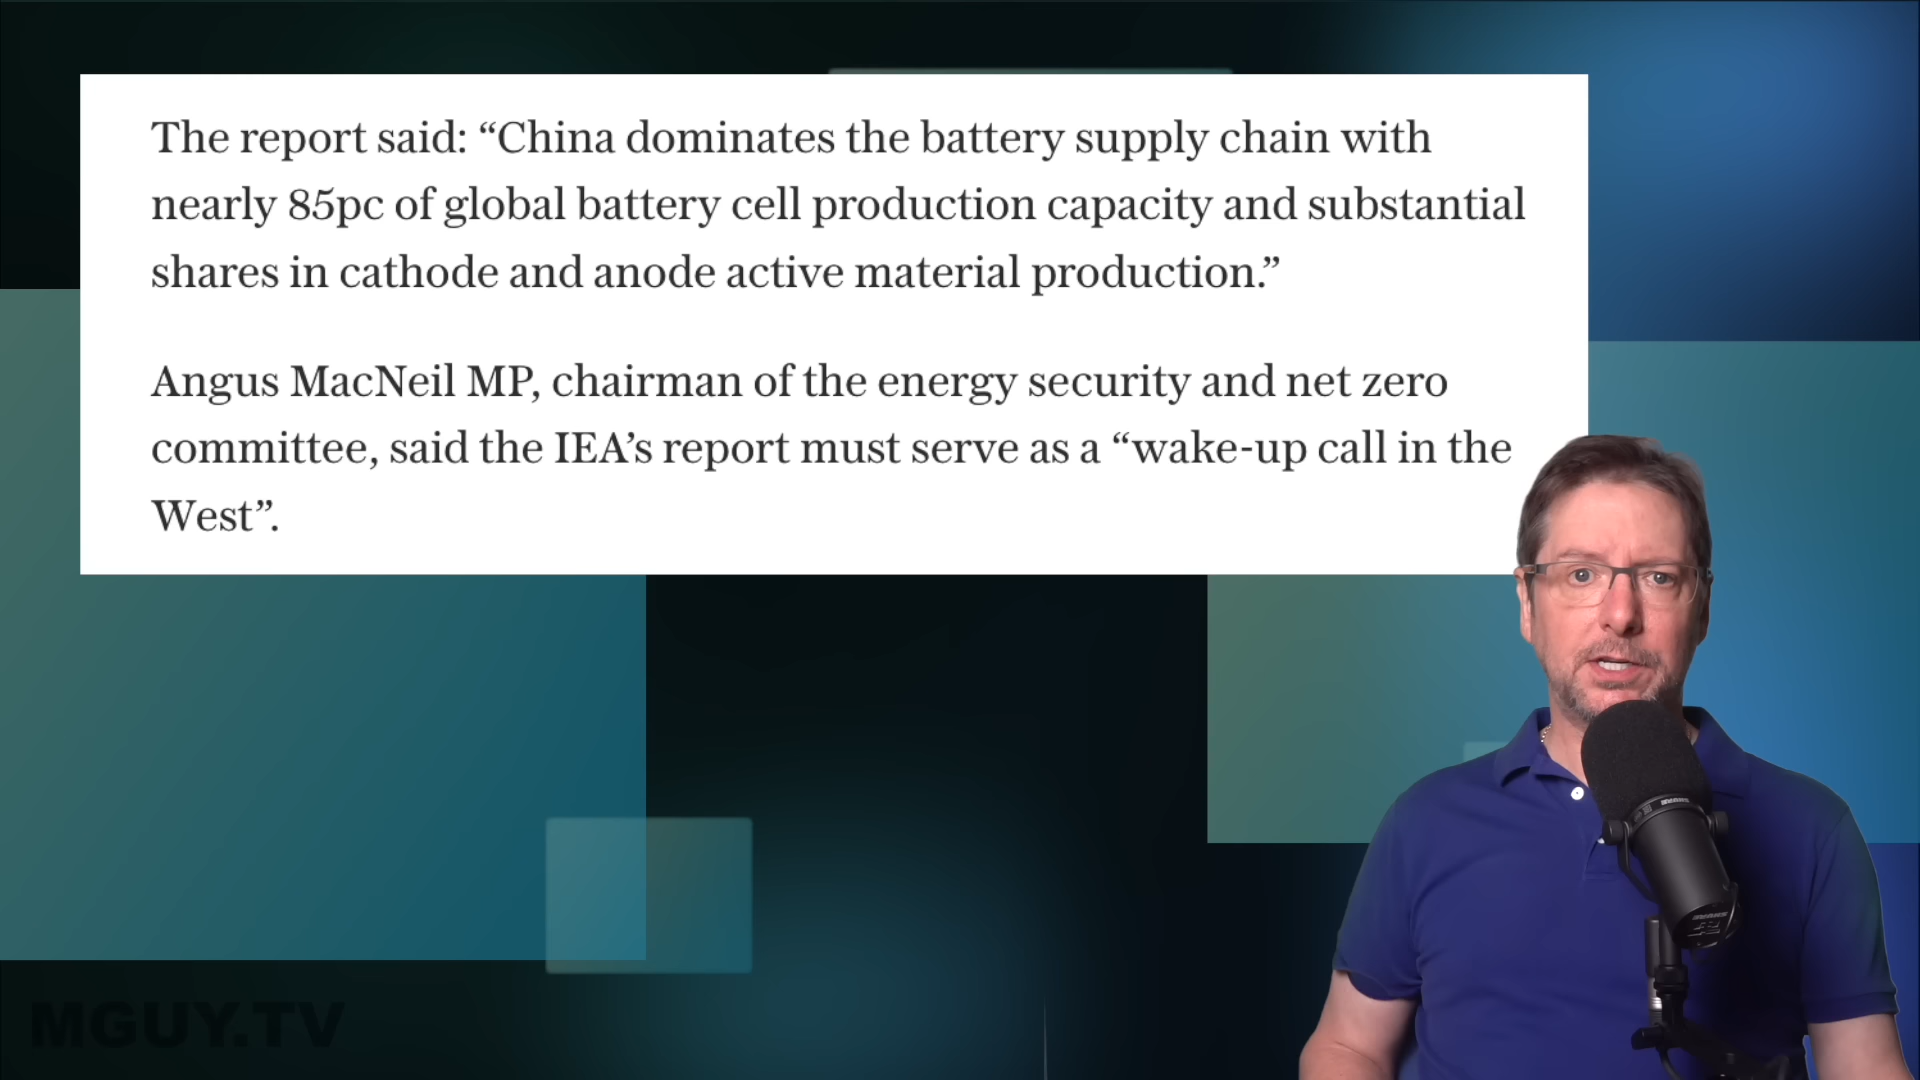 The report said: “China dominates the battery supply chain with
nearly 85pc of global battery cell production capacity and substantial
shares in cathode and anode active material production.”
Angus MacNeil MP, chairman of the energy security and net zero
committee, said the IEA’s report must serve as a “wake-up call in the
West”.
MGUY.TV